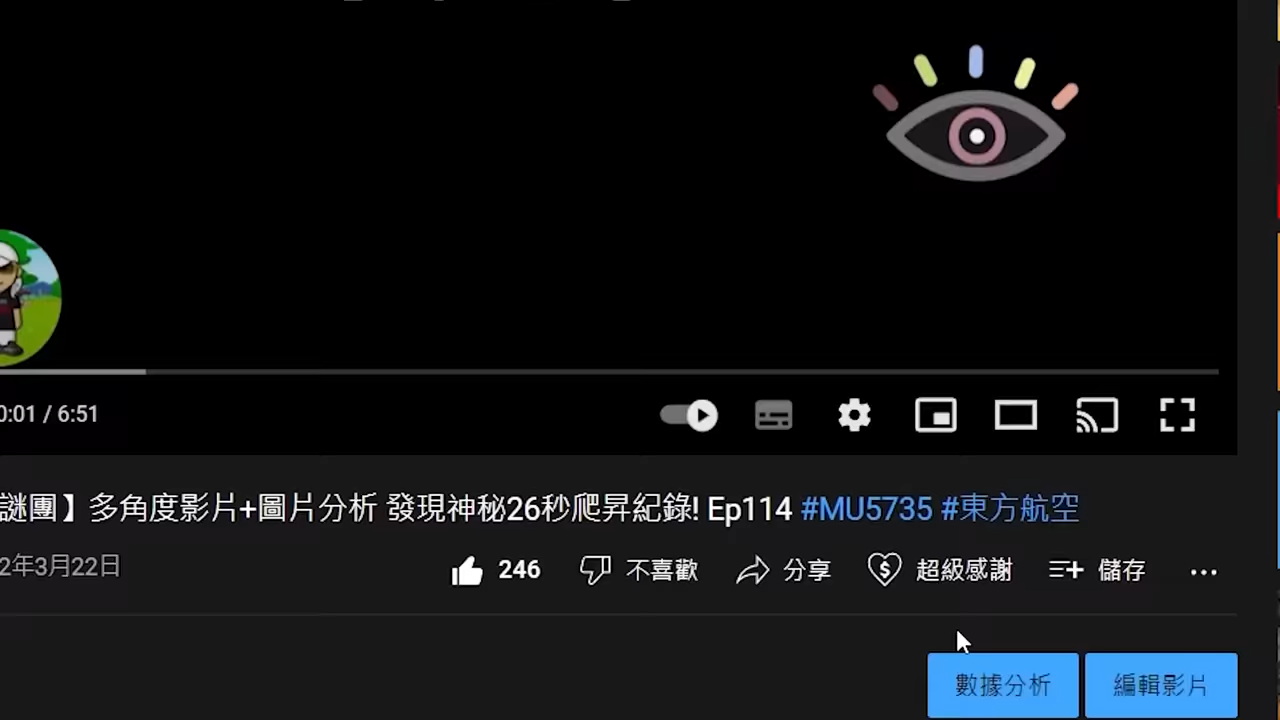 0:01 / 6:51
謎團】多角度影片+圖片分析 發現神秘26秒爬昇紀錄! Ep114 #MU5735 #東方航空
2年3月22日 246 不喜歡 分享 超級感謝 儲存
數據分析 編輯影片